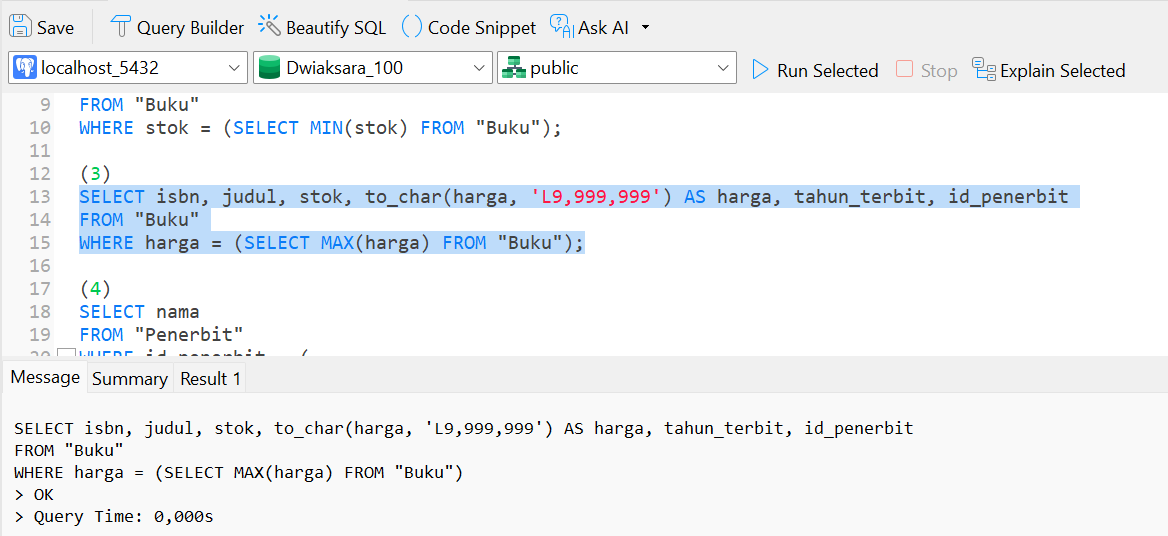 Save Query Builder Beautify SQL () Code Snippet Ask AI
localhost_5432 Dwiaksara_100 public Run Selected Stop Explain Selected
9 FROM "Buku"
10 WHERE stok = (SELECT MIN(stok) FROM "Buku");
11
12 (3)
13 SELECT isbn, judul, stok, to_char(harga, 'L9,999,999') AS harga, tahun_terbit, id_penerbit
14 FROM "Buku"
15 WHERE harga = (SELECT MAX(harga) FROM "Buku");
16
17 (4)
18 SELECT nama
19 FROM "Penerbit"
20 WHERE id_penerbit = (
Message Summary Result 1
SELECT isbn, judul, stok, to_char(harga, 'L9,999,999') AS harga, tahun_terbit, id_penerbit
FROM "Buku"
WHERE harga = (SELECT MAX(harga) FROM "Buku")
> OK
> Query Time: 0,000s